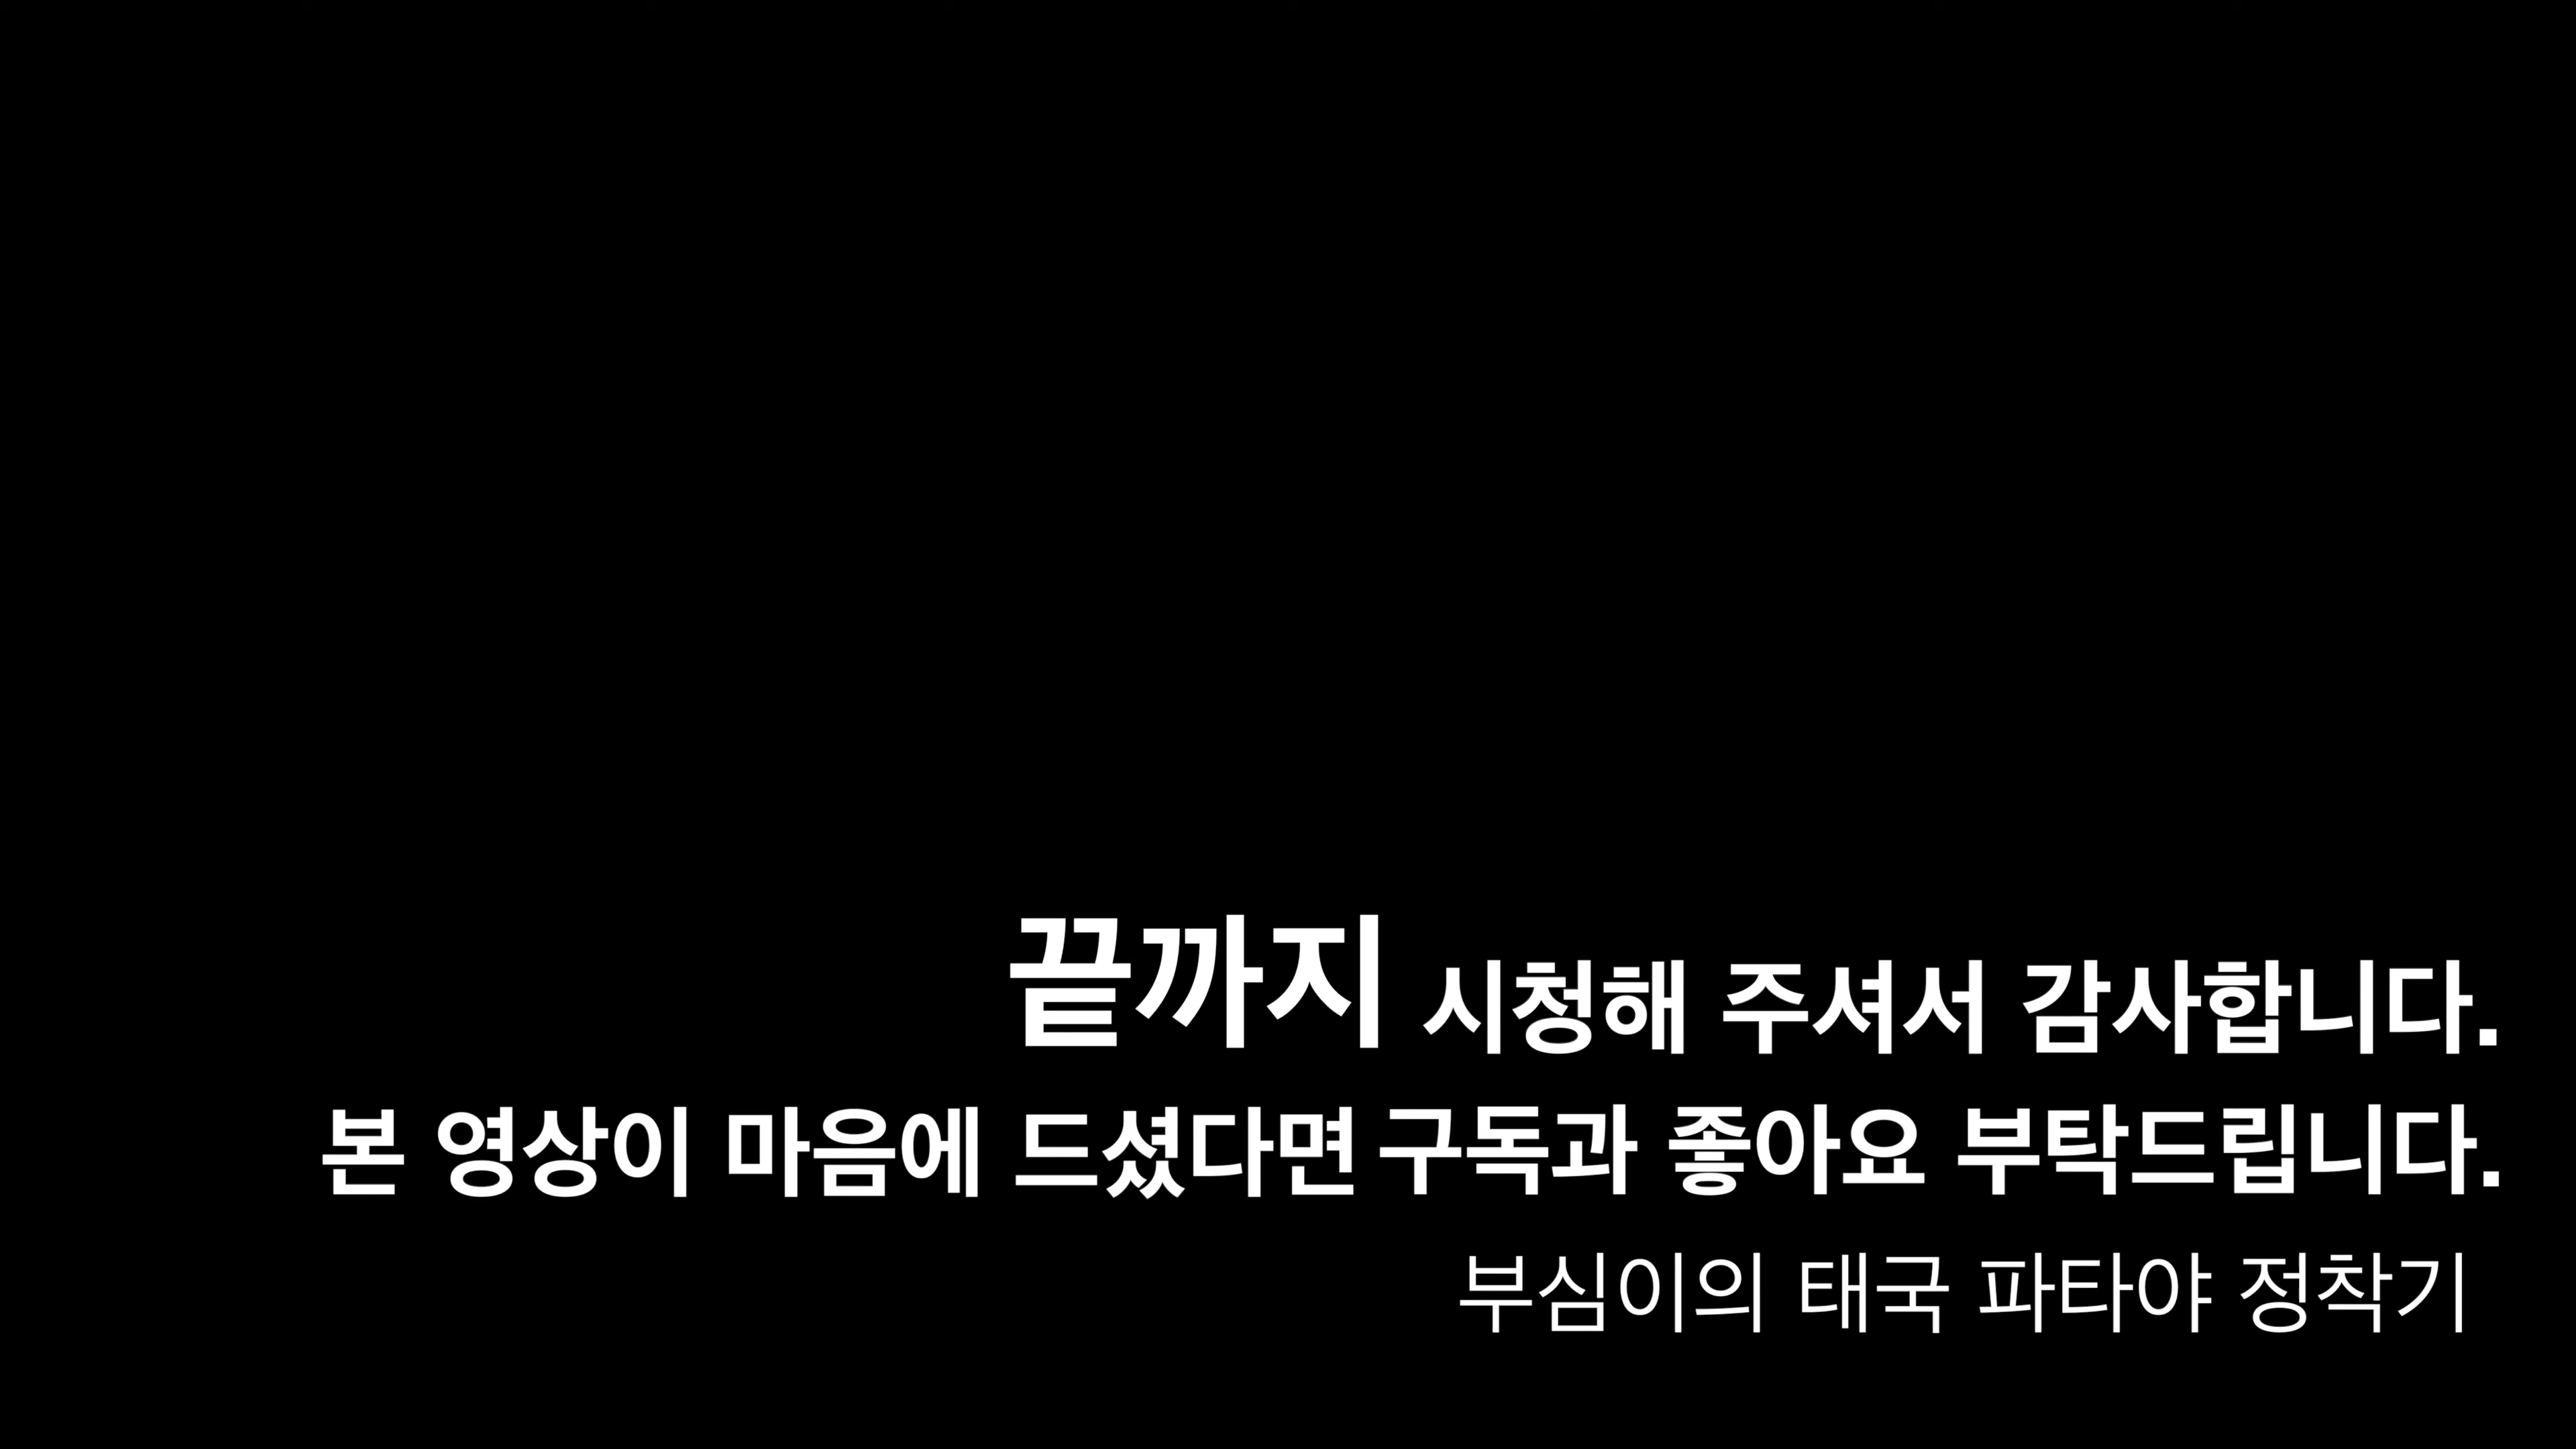 끝까지 시청해 주셔서 감사합니다.
본 영상이 마음에 드셨다면 구독과 좋아요 부탁드립니다.
부심이의 태국 파타야 정착기